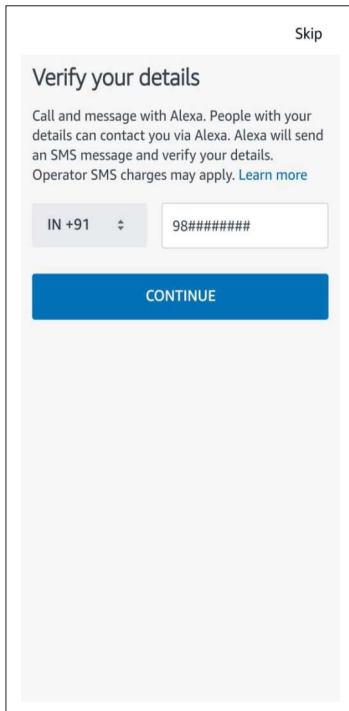 Skip
Verify your details
Call and message with Alexa. People with your
details can contact you via Alexa. Alexa will send
an SMS message and verify your details.
Operator SMS charges may apply. Learn more
IN +91 98########
CONTINUE